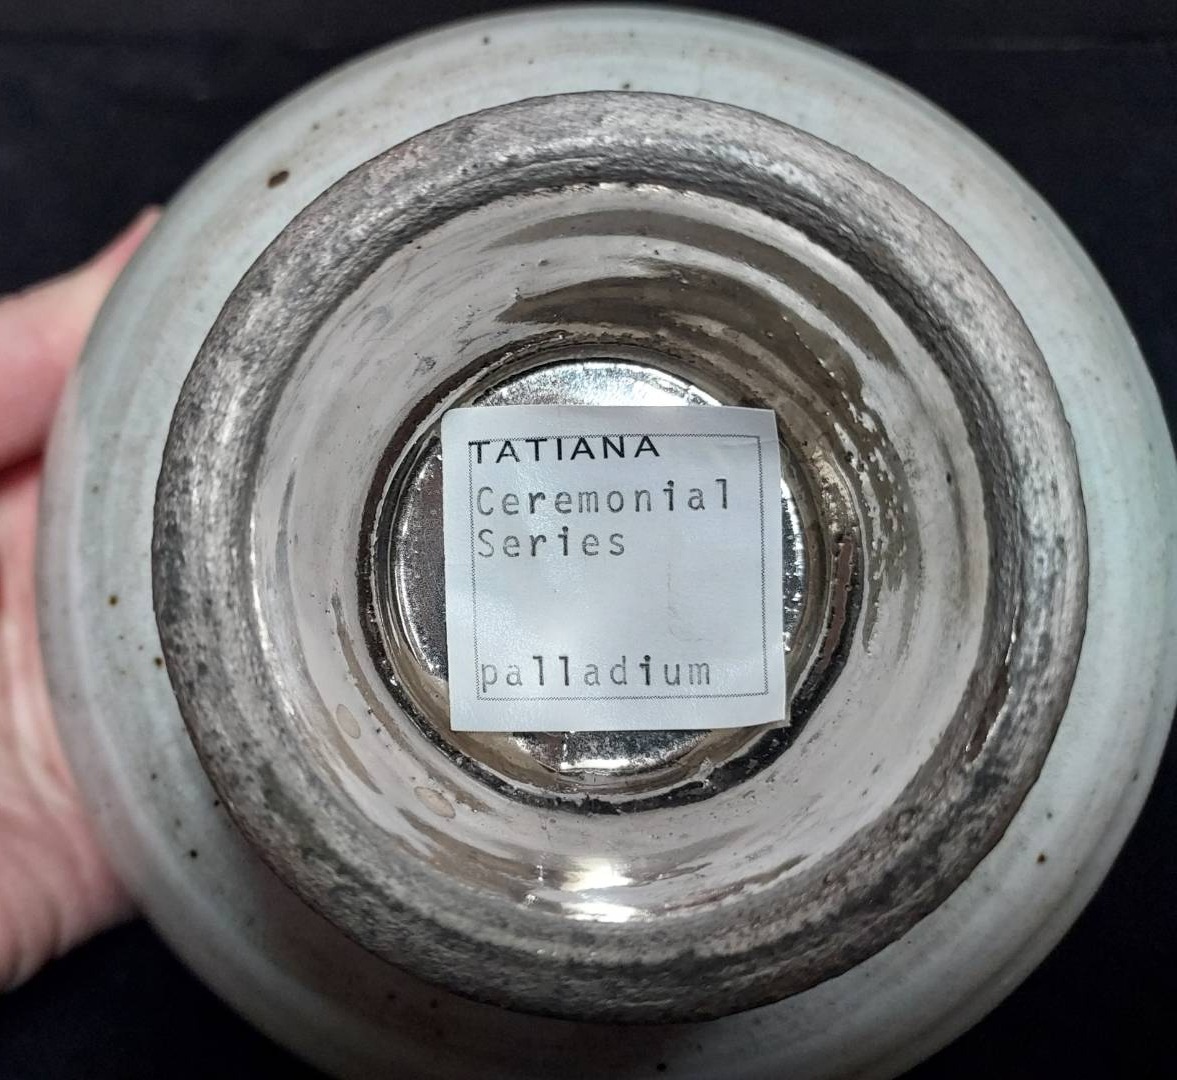 TATIANA
Ceremonial
Series
palladium